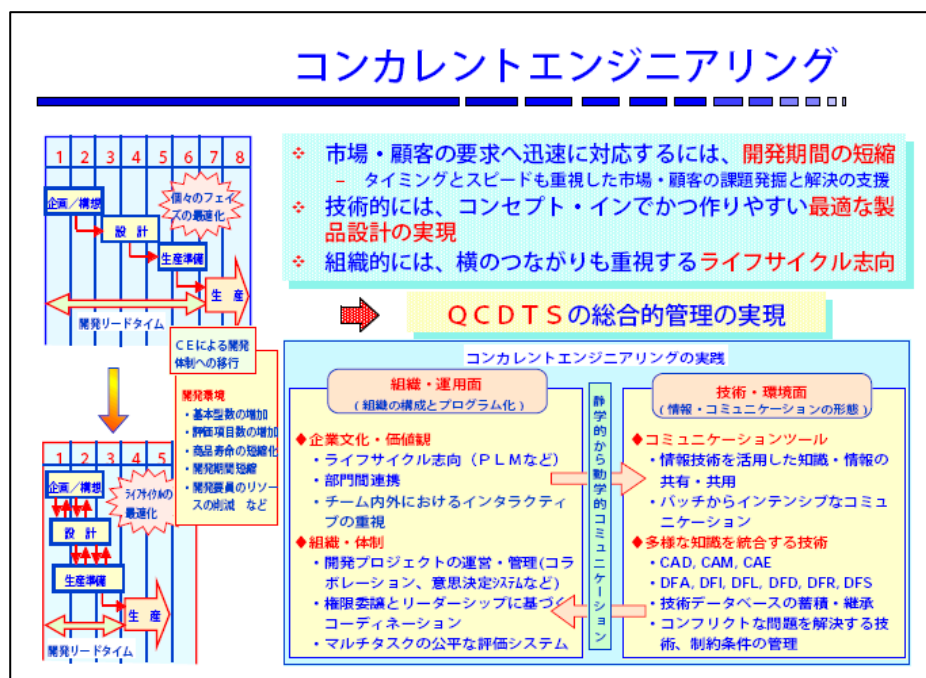 コンカレントエンジニアリング
1 2 3 4 5 6 7 8
企画／構想
個々のフェイ
ズの最適化
設 計
生産準備
生 産
開発リードタイム
CEによる開発
体制への移行
開発環境
・基本型数の増加
・評価項目数の増加
・商品寿命の短縮化
・開発期間短縮
・開発要員のリソー
スの削減 など
1 2 3 4 5
企画／構想
ﾗｲﾌｻｲｸﾙの
最適化
設 計
生産準備
生 産
開発リードタイム
❖ 市場・顧客の要求へ迅速に対応するには、開発期間の短縮
– タイミングとスピードも重視した市場・顧客の課題発掘と解決の支援
❖ 技術的には、コンセプト・インでかつ作りやすい最適な製
品設計の実現
❖ 組織的には、横のつながりも重視するライフサイクル志向
ＱＣＤＴＳの総合的管理の実現
コンカレントエンジニアリングの実践
組織・運用面
（組織の構成とプログラム化）
◆企業文化・価値観
・ライフサイクル志向（ＰＬＭなど）
・部門間連携
・チーム内外におけるインタラクティ
ブの重視
◆組織・体制
・開発プロジェクトの運営・管理(コラ
ボレーション、意思決定ｼｽﾃﾑなど)
・権限委譲とリーダーシップに基づく
コーディネーション
・マルチタスクの公平な評価システム
静学的から動学的コミュニケーション
技術・環境面
（情報・コミュニケーションの形態）
◆コミュニケーションツール
・情報技術を活用した知識・情報の
共有・共用
・バッチからインテンシブなコミュ
ニケーション
◆多様な知識を統合する技術
・CAD, CAM, CAE
・DFA, DFI, DFL, DFD, DFR, DFS
・技術データベースの蓄積・継承
・コンフリクトな問題を解決する技
術、制約条件の管理